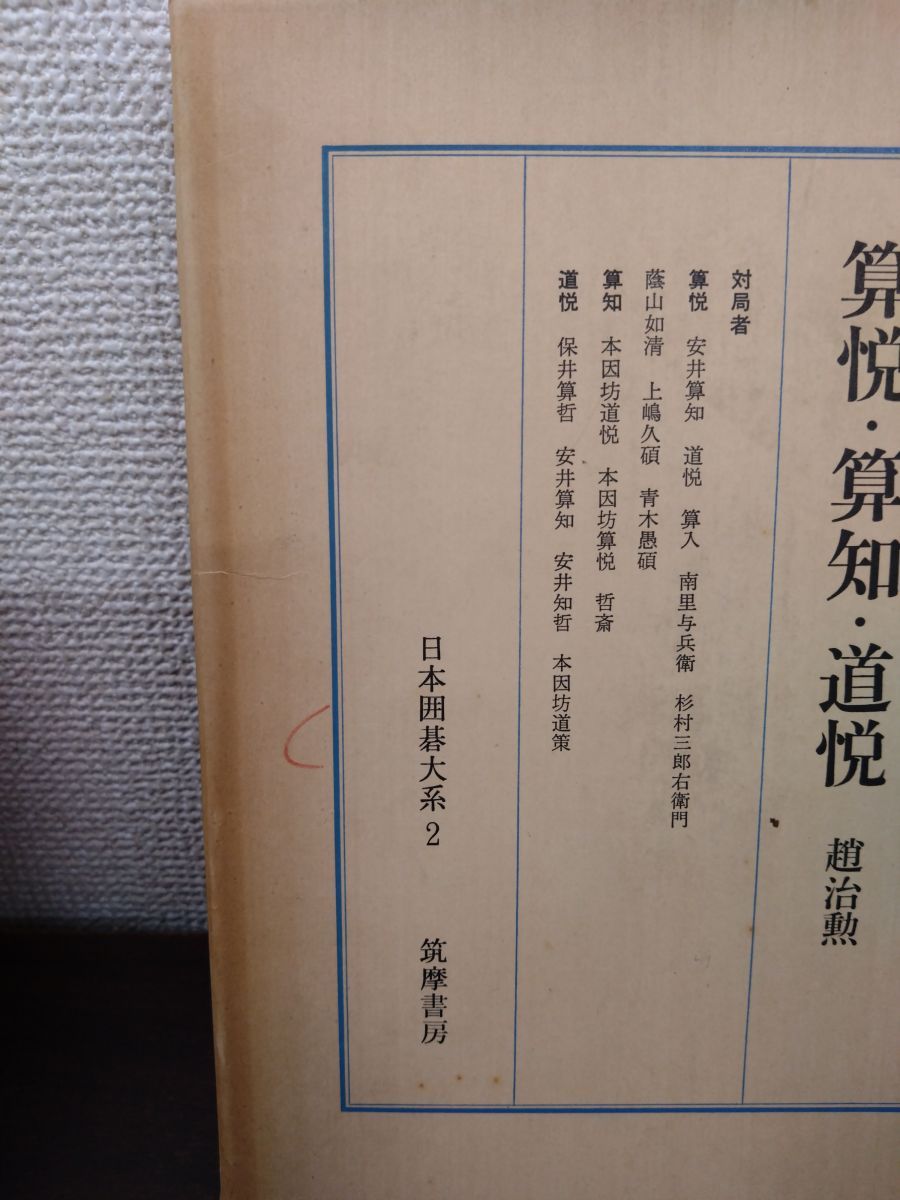 算悦・算知・道悦　趙治勲
対局者
算悦　安井算知　道悦　算入　南里与兵衛　杉村三郎右衛門
蔭山如清　上嶋久碩　青木愚碩
算知　本因坊道悦　本因坊算悦　哲斎
道悦　保井算哲　安井算知　安井知哲　本因坊道策
日本囲碁大系 2　筑摩書房